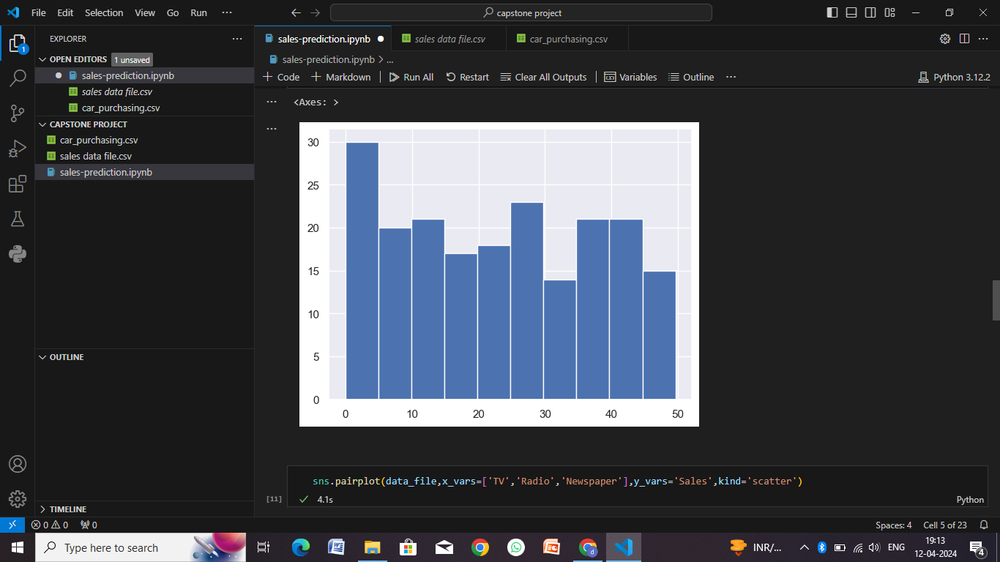 File Edit Selection View Go Run ···
capstone project
EXPLORER ···
OPEN EDITORS 1 unsaved
sales-prediction.ipynb
sales data file.csv
car_purchasing.csv
CAPSTONE PROJECT
car_purchasing.csv
sales data file.csv
sales-prediction.ipynb
OUTLINE
TIMELINE
1
sales-prediction.ipynb sales data file.csv car_purchasing.csv ···
sales-prediction.ipynb > ...
+ Code + Markdown Run All Restart Clear All Outputs Variables Outline ··· Python 3.12.2
... <Axes: >
...
30
25
20
15
10
5
0
0 10 20 30 40 50
sns.pairplot(data_file,x_vars=['TV','Radio','Newspaper'],y_vars='Sales',kind='scatter')
[11] 4.1s Python
0 0 0 Spaces: 4 Cell 5 of 23
Type here to search
INR/... ENG
19:13
12-04-2024
4